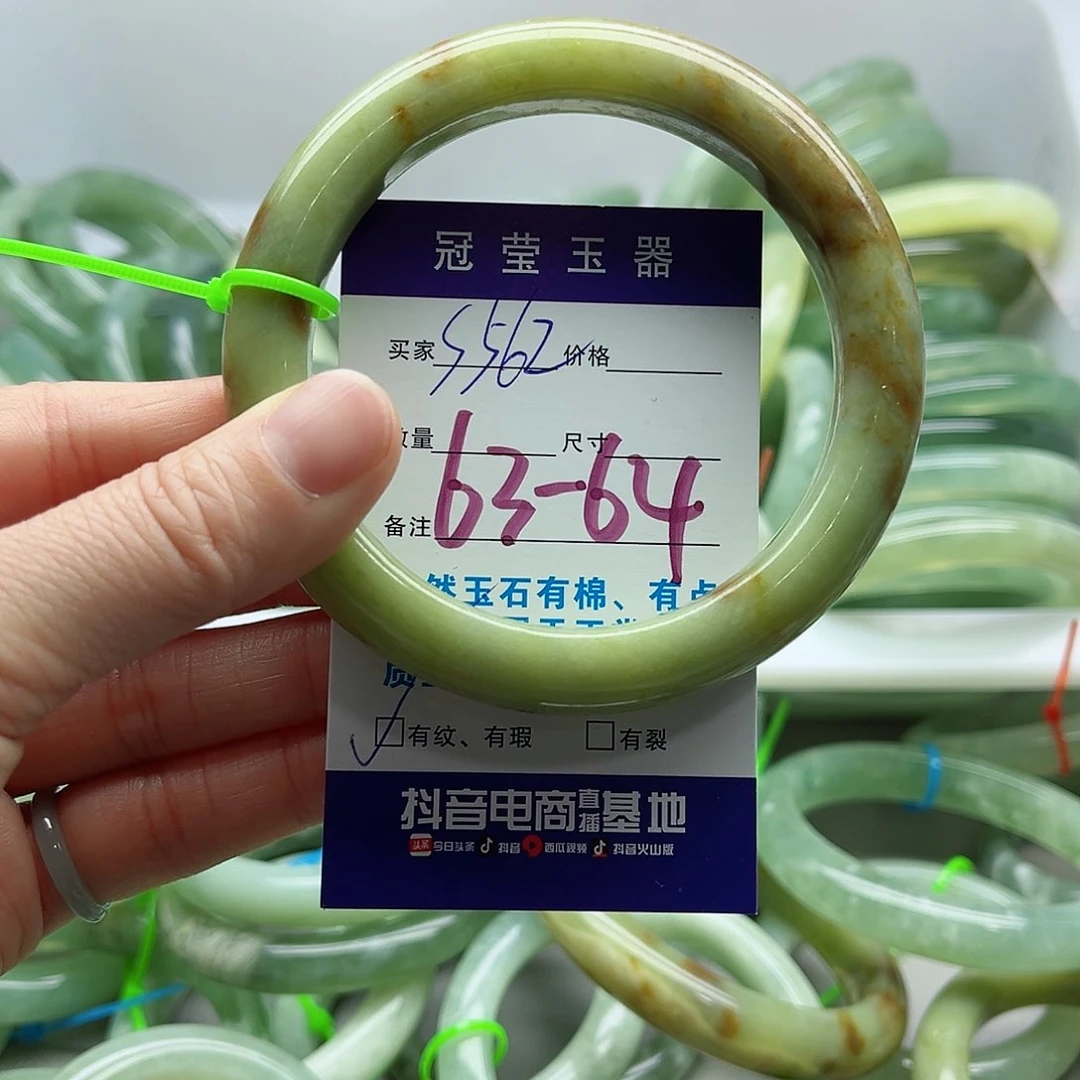 冠莹玉器
买家 5562 价格
数量 尺寸
63-64
备注
然玉石有棉、有点
质
✓□有纹、有瑕 □有裂
抖音电商直播基地
头条 今日头条 抖音 西瓜视频 抖音火山版